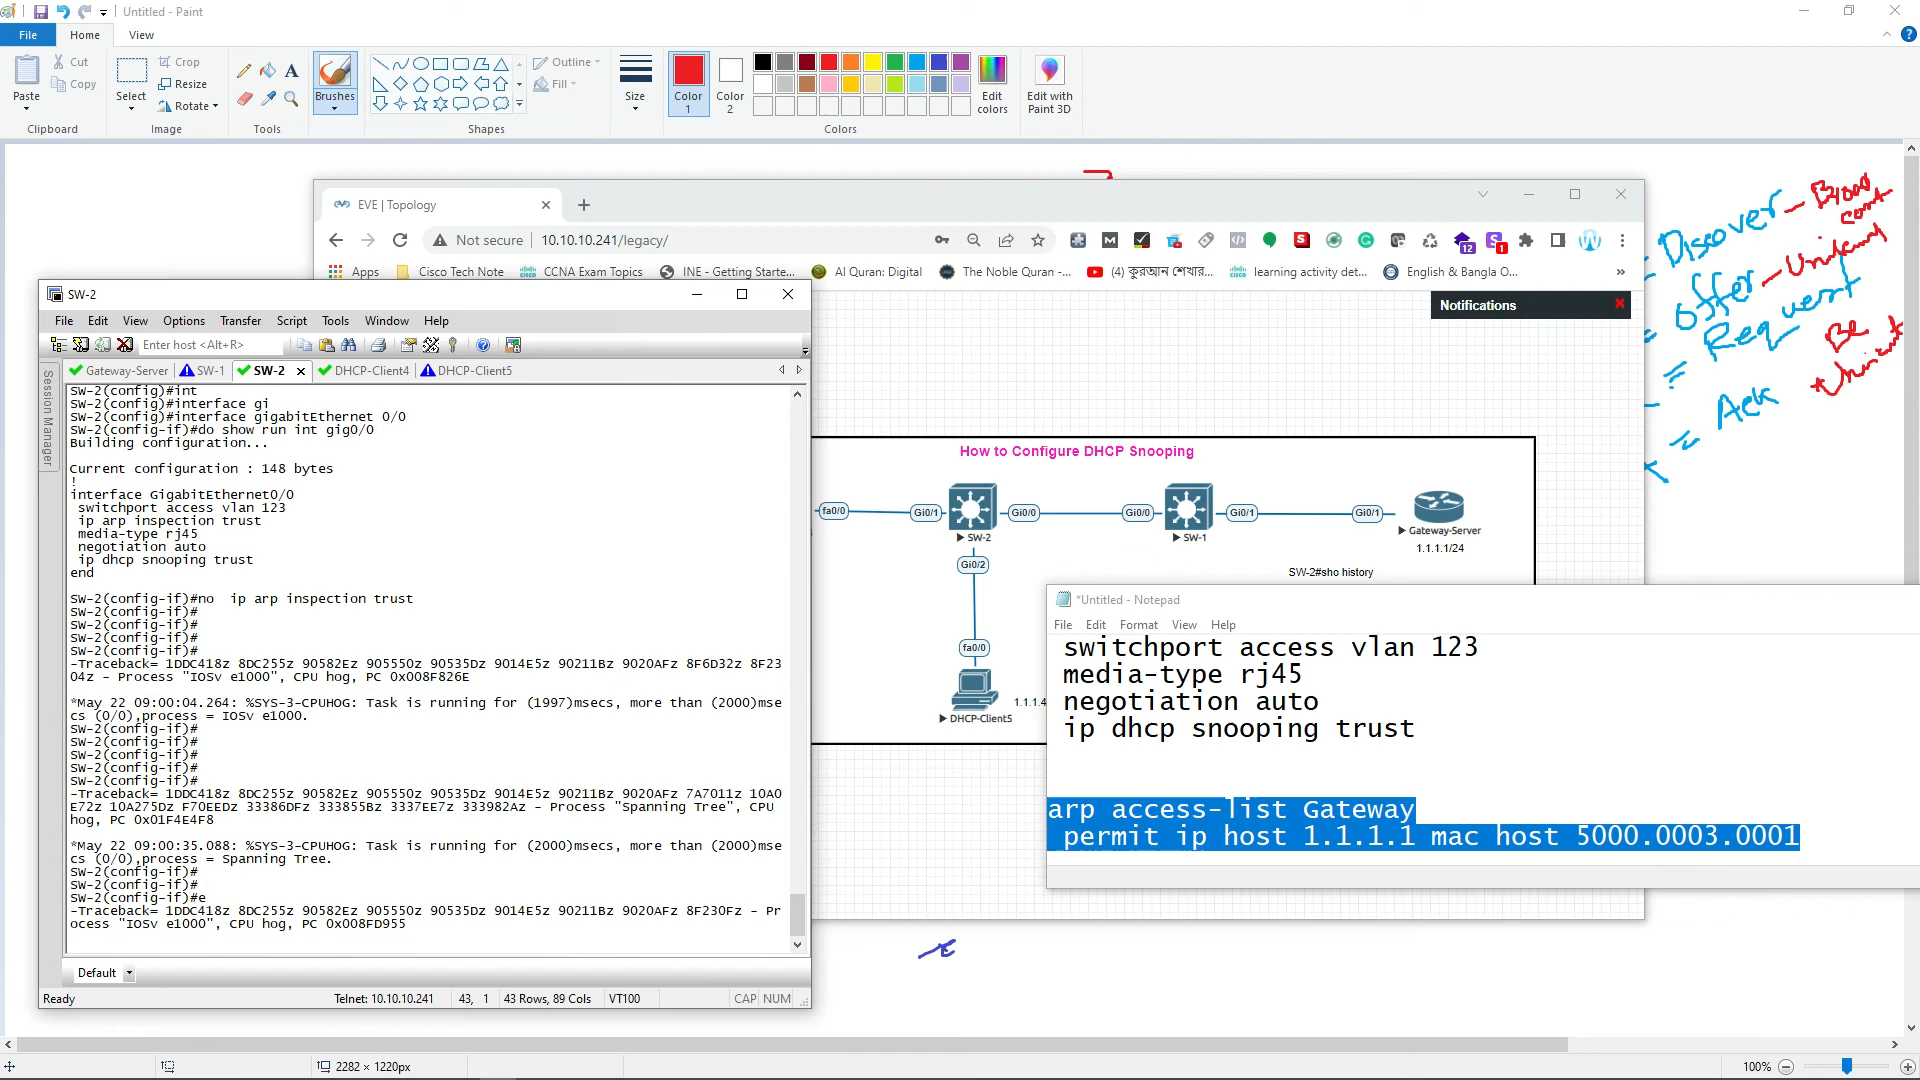 Untitled - Paint
File
Home
View
Paste
Cut
Copy
Clipboard
Select
Crop
Resize
Rotate
Image
A
Tools
Brushes
Shapes
Outline
Fill
Size
Color 1
Color 2
Colors
Edit colors
Edit with Paint 3D
EVE | Topology
Not secure
10.10.10.241/legacy/
12
1
Apps
Cisco Tech Note
CCNA Exam Topics
INE - Getting Starte...
Al Quran: Digital
The Noble Quran -...
(4) কুরআন শেখার...
learning activity det...
English & Bangla O...
Notifications
Discover - Broad cast
Offer - Unicast
Request
Ack
How to Configure DHCP Snooping
fa0/0
Gi0/1
Gi0/0
Gi0/0
Gi0/1
Gi0/1
SW-2
SW-1
Gateway-Server
1.1.1.1/24
Gi0/2
SW-2#sho history
fa0/0
1.1.1.4
DHCP-Client5
SW-2
File Edit View Options Transfer Script Tools Window Help
Enter host <Alt+R>
Session Manager
Gateway-Server
SW-1
SW-2
DHCP-Client4
DHCP-Client5
SW-2(config)#int
SW-2(config)#interface gi
SW-2(config)#interface gigabitEthernet 0/0
SW-2(config-if)#do show run int gig0/0
Building configuration...
Current configuration : 148 bytes
!
interface GigabitEthernet0/0
 switchport access vlan 123
 ip arp inspection trust
 media-type rj45
 negotiation auto
 ip dhcp snooping trust
end
SW-2(config-if)#no  ip arp inspection trust
SW-2(config-if)#
SW-2(config-if)#
SW-2(config-if)#
SW-2(config-if)#
-Traceback= 1DDC418z 8DC255z 90582Ez 905550z 90535Dz 9014E5z 90211Bz 9020AFz 8F6D32z 8F23
04z - Process "IOSv e1000", CPU hog, PC 0x008F826E
*May 22 09:00:04.264: %SYS-3-CPUHOG: Task is running for (1997)msecs, more than (2000)mse
cs (0/0),process = IOSv e1000.
SW-2(config-if)#
SW-2(config-if)#
SW-2(config-if)#
SW-2(config-if)#
SW-2(config-if)#
-Traceback= 1DDC418z 8DC255z 90582Ez 905550z 90535Dz 9014E5z 90211Bz 9020AFz 7A7011z 10A0
E72z 10A275Dz F70EEDz 33386DFz 333855Bz 3337EE7z 333982Az - Process "Spanning Tree", CPU
hog, PC 0x01F4E4F8
*May 22 09:00:35.088: %SYS-3-CPUHOG: Task is running for (2000)msecs, more than (2000)mse
cs (0/0),process = Spanning Tree.
SW-2(config-if)#
SW-2(config-if)#
SW-2(config-if)#e
-Traceback= 1DDC418z 8DC255z 90582Ez 905550z 90535Dz 9014E5z 90211Bz 9020AFz 8F230Fz - Pr
ocess "IOSv e1000", CPU hog, PC 0x008FD955
Default
Ready
Telnet: 10.10.10.241
43, 1
43 Rows, 89 Cols
VT100
CAP NUM
*Untitled - Notepad
File Edit Format View Help
switchport access vlan 123
media-type rj45
negotiation auto
ip dhcp snooping trust
arp access-list Gateway
permit ip host 1.1.1.1 mac host 5000.0003.0001
2282 × 1220px
100%